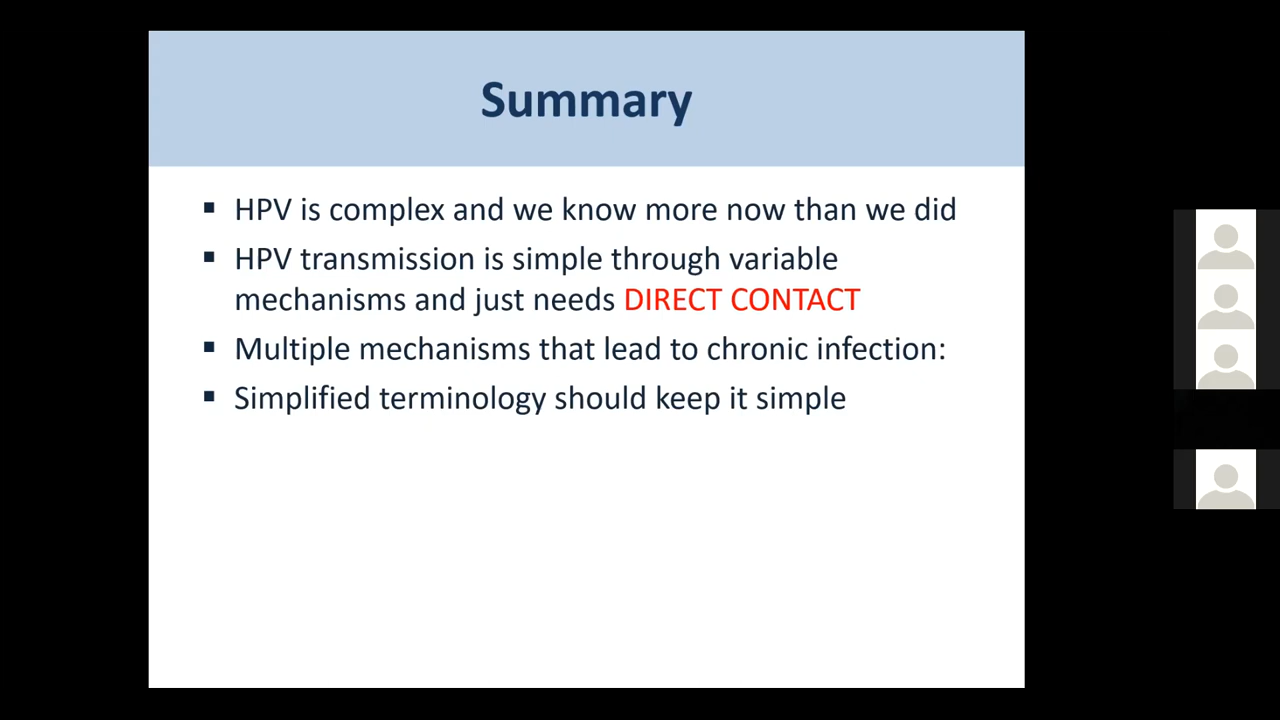 Summary
▪ HPV is complex and we know more now than we did
▪ HPV transmission is simple through variable
mechanisms and just needs DIRECT CONTACT
▪ Multiple mechanisms that lead to chronic infection:
▪ Simplified terminology should keep it simple